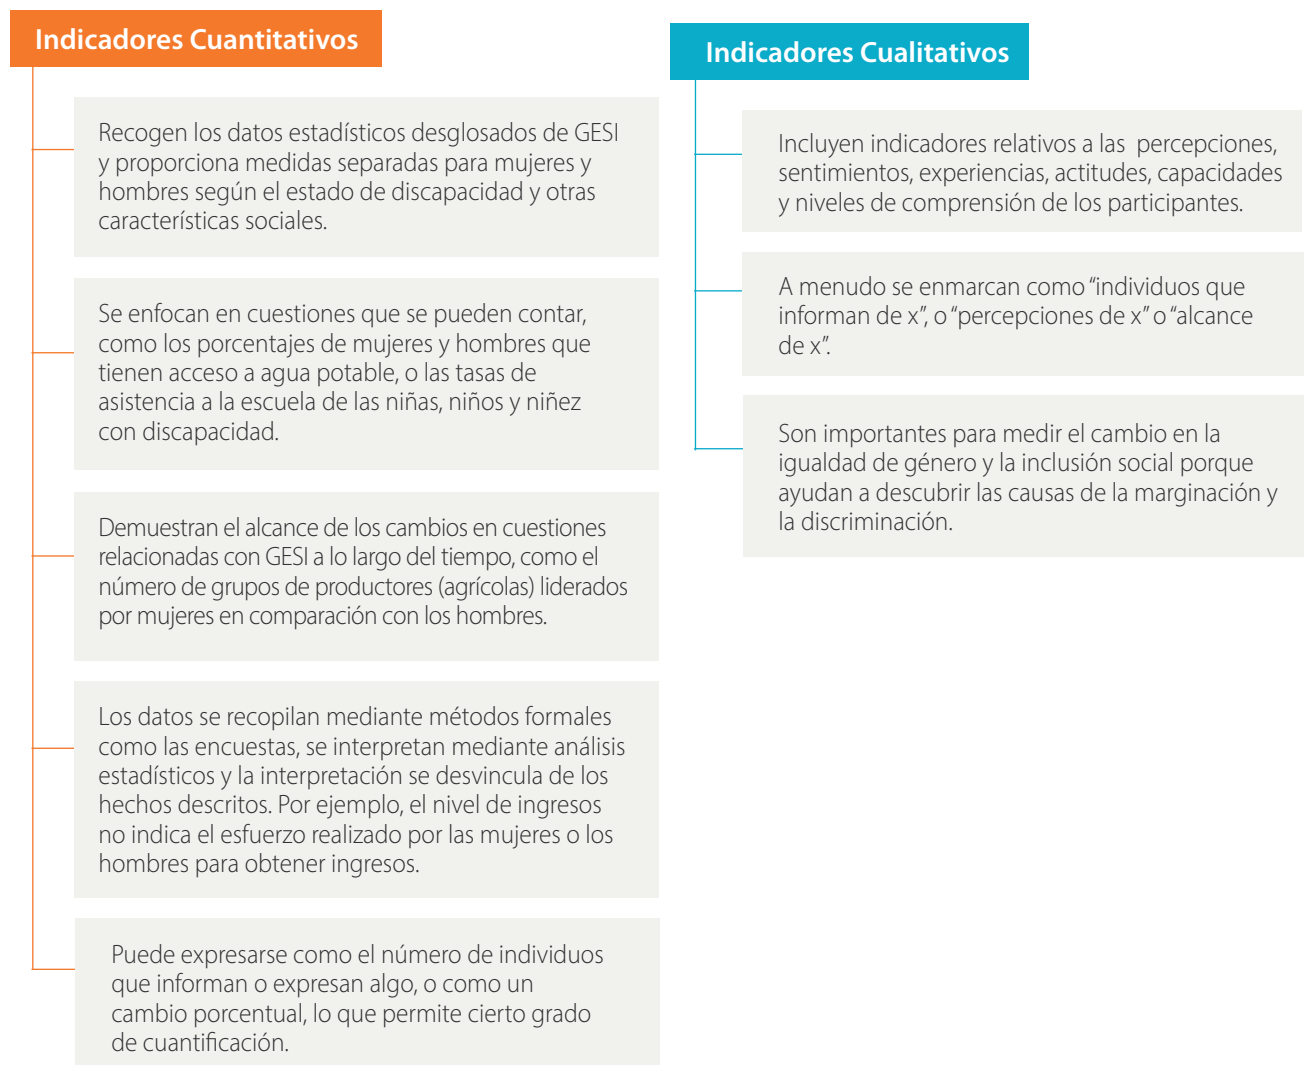 Indicadores Cuantitativos
Recogen los datos estadísticos desglosados de GESI
y proporciona medidas separadas para mujeres y
hombres según el estado de discapacidad y otras
características sociales.
Se enfocan en cuestiones que se pueden contar,
como los porcentajes de mujeres y hombres que
tienen acceso a agua potable, o las tasas de
asistencia a la escuela de las niñas, niños y niñez
con discapacidad.
Demuestran el alcance de los cambios en cuestiones
relacionadas con GESI a lo largo del tiempo, como el
número de grupos de productores (agrícolas) liderados
por mujeres en comparación con los hombres.
Los datos se recopilan mediante métodos formales
como las encuestas, se interpretan mediante análisis
estadísticos y la interpretación se desvincula de los
hechos descritos. Por ejemplo, el nivel de ingresos
no indica el esfuerzo realizado por las mujeres o los
hombres para obtener ingresos.
Puede expresarse como el número de individuos
que informan o expresan algo, o como un
cambio porcentual, lo que permite cierto grado
de cuantificación.
Indicadores Cualitativos
Incluyen indicadores relativos a las percepciones,
sentimientos, experiencias, actitudes, capacidades
y niveles de comprensión de los participantes.
A menudo se enmarcan como “individuos que
informan de x”, o “percepciones de x” o “alcance
de x”.
Son importantes para medir el cambio en la
igualdad de género y la inclusión social porque
ayudan a descubrir las causas de la marginación y
la discriminación.